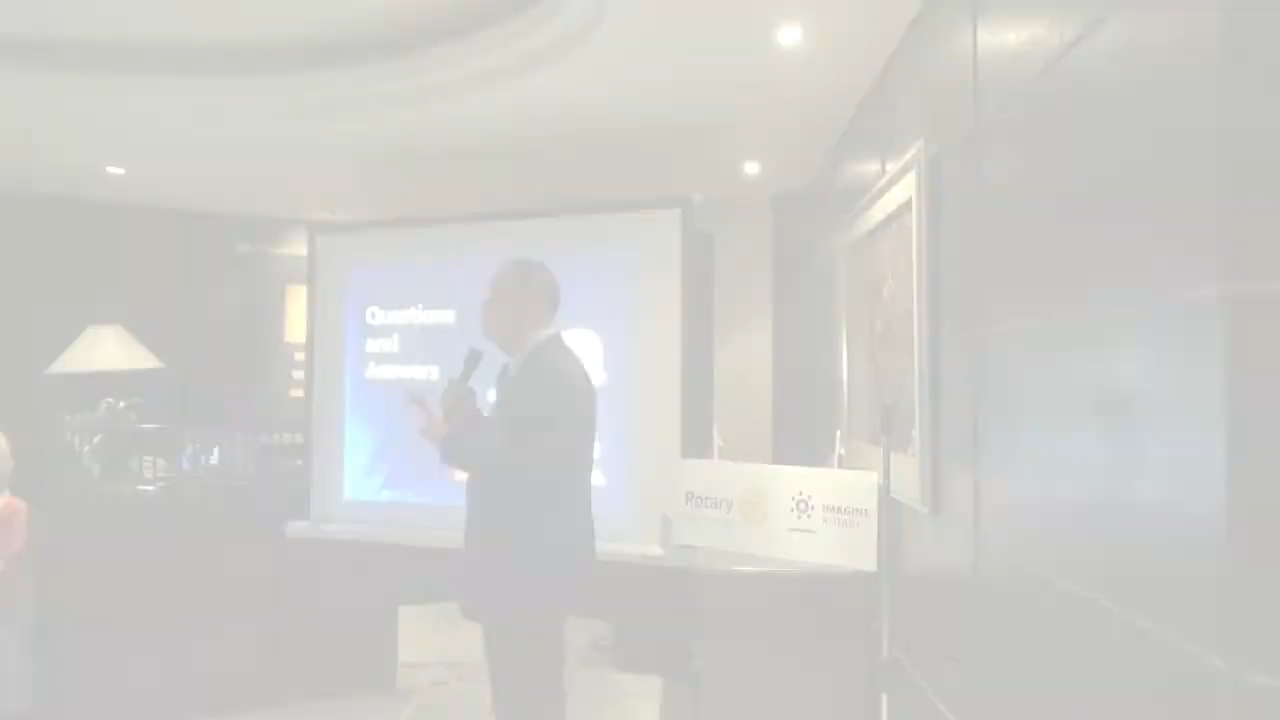 Questions
and
Answers
Rotary
IMAGINE
ROTARY